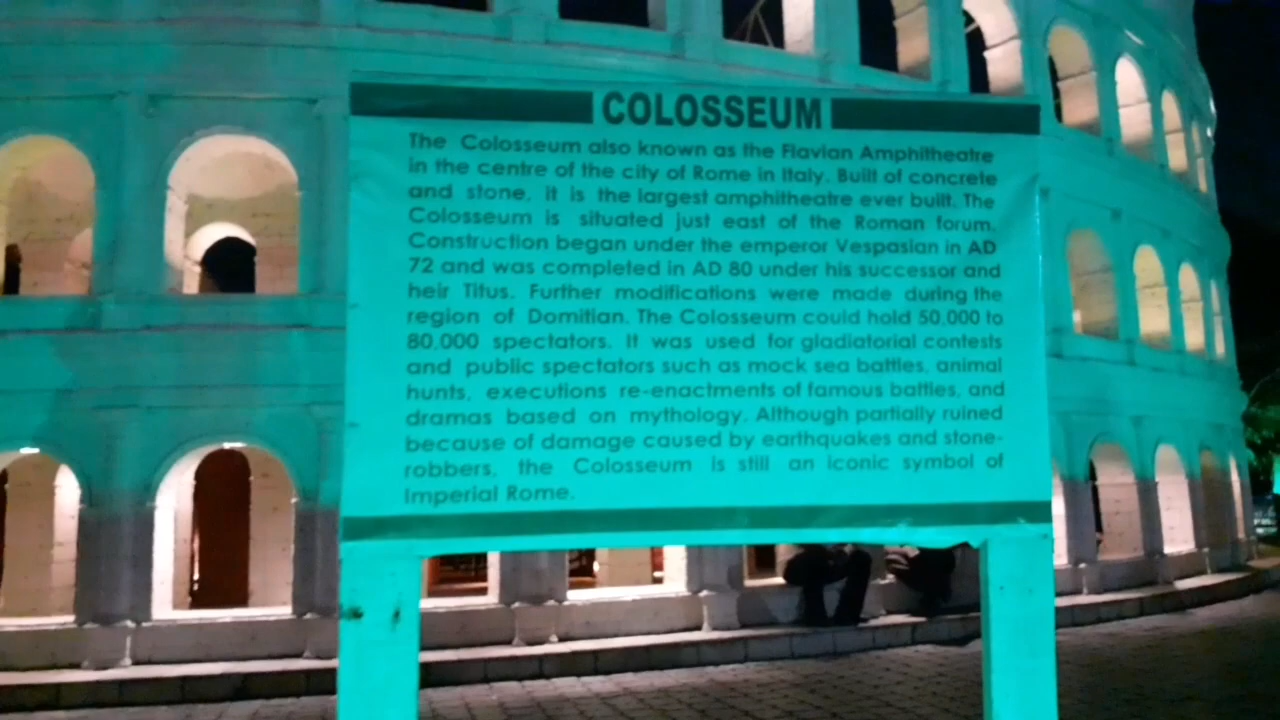 COLOSSEUM
The Colosseum also known as the Flavian Amphitheatre
in the centre of the city of Rome in Italy. Built of concrete
and stone, it is the largest amphitheatre ever built. The
Colosseum is situated just east of the Roman forum.
Construction began under the emperor Vespasian in AD
72 and was completed in AD 80 under his successor and
heir Titus. Further modifications were made during the
region of Domitian. The Colosseum could hold 50,000 to
80,000 spectators. It was used for gladiatorial contests
and public spectators such as mock sea battles, animal
hunts, executions re-enactments of famous battles, and
dramas based on mythology. Although partially ruined
because of damage caused by earthquakes and stone-
robbers, the Colosseum is still an iconic symbol of
Imperial Rome.